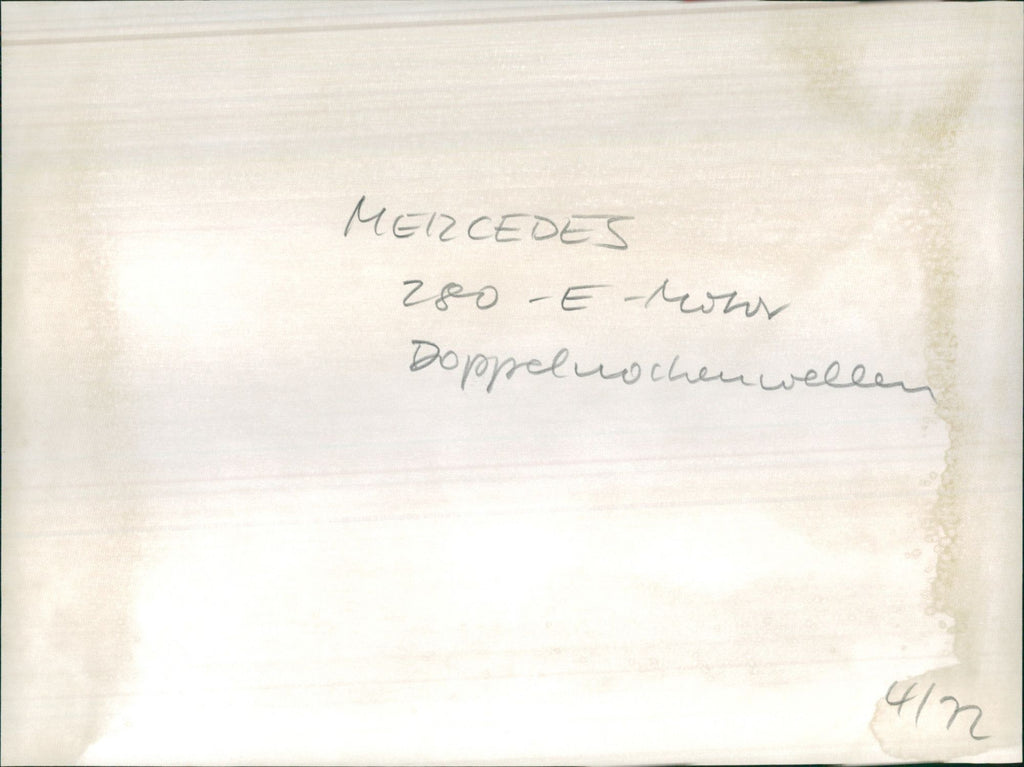 MERCEDES
280 - E - Motor
Doppelnockenwellen
4/72